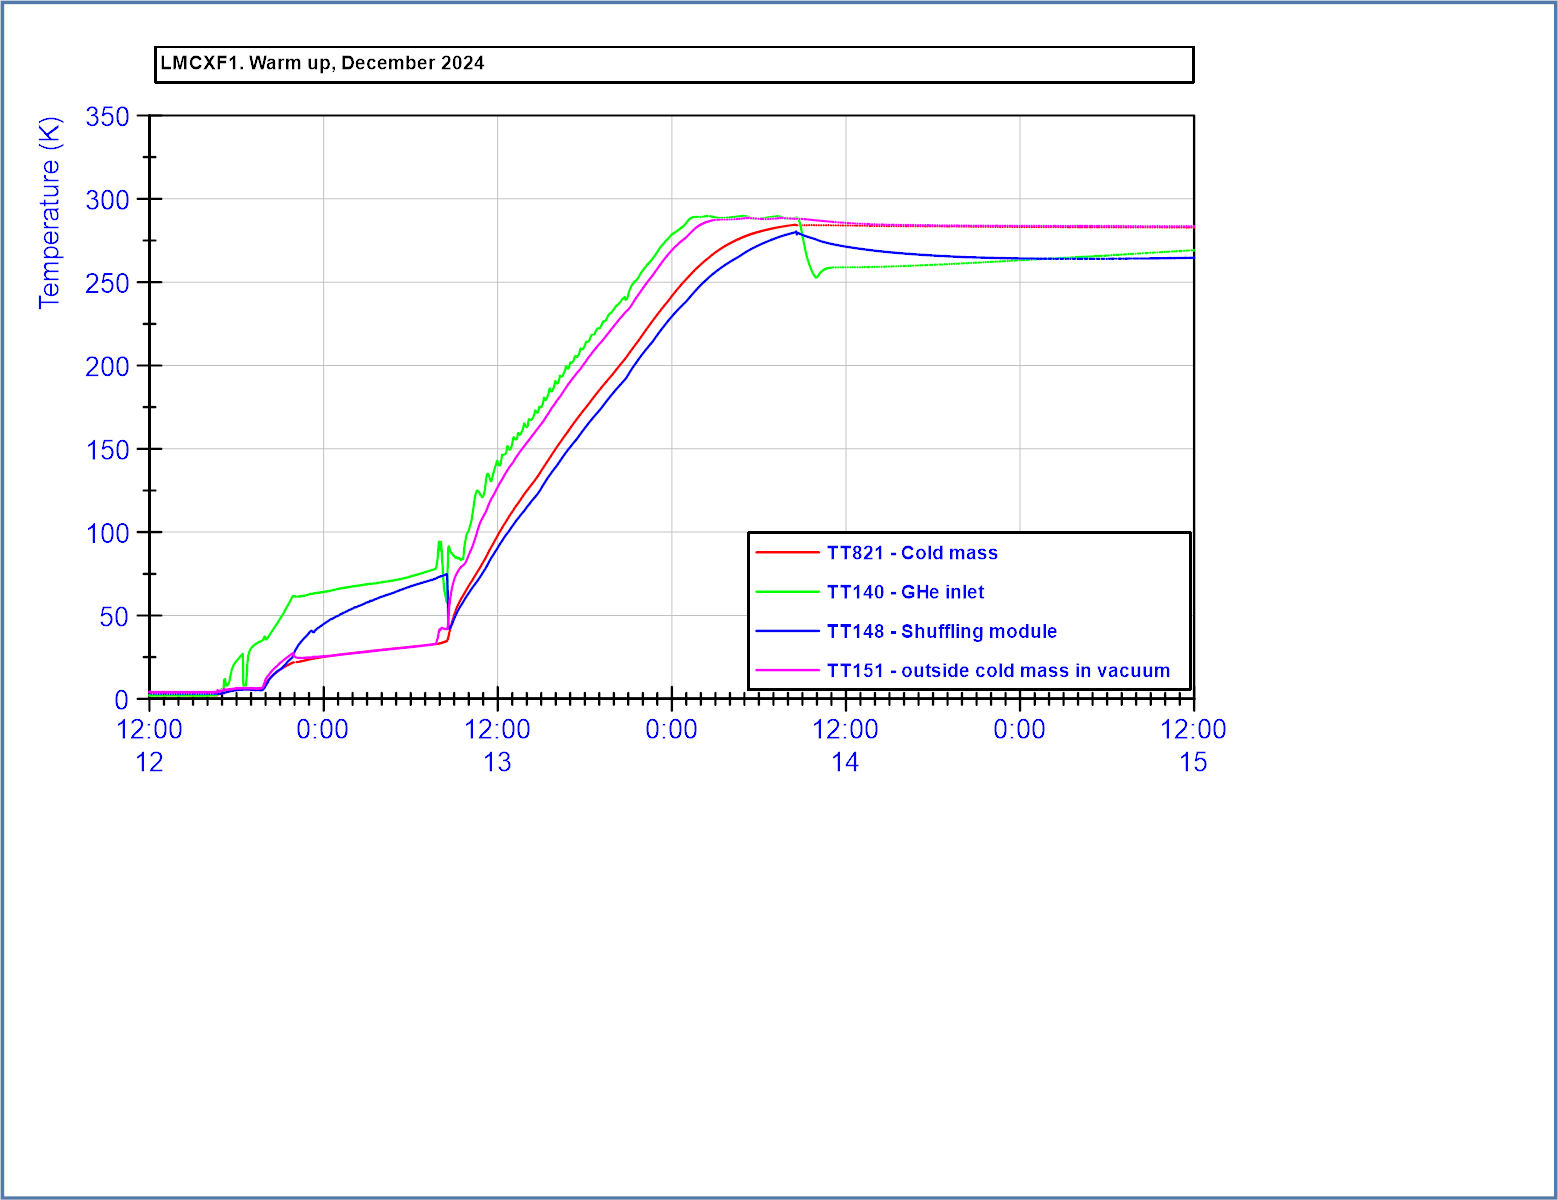 LMCXF1. Warm up, December 2024
Temperature (K)
350
300
250
200
150
100
50
0
TT821 - Cold mass
TT140 - GHe inlet
TT148 - Shuffling module
TT151 - outside cold mass in vacuum
12:00 0:00 12:00 0:00 12:00 0:00 12:00
12 13 14 15